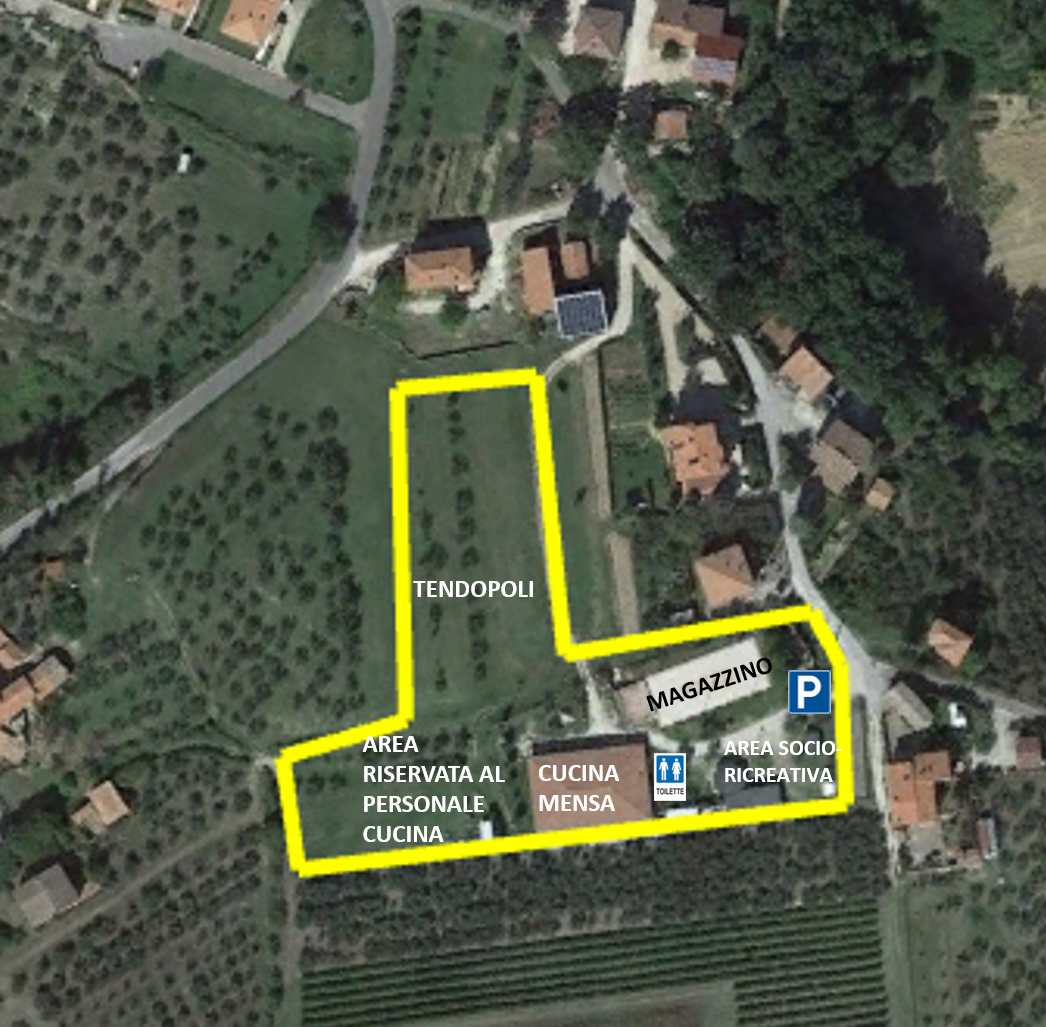 TENDOPOLI
MAGAZZINO
P
AREA
RISERVATA AL
PERSONALE
CUCINA
CUCINA
MENSA
TOILETTE
AREA SOCIO-
RICREATIVA